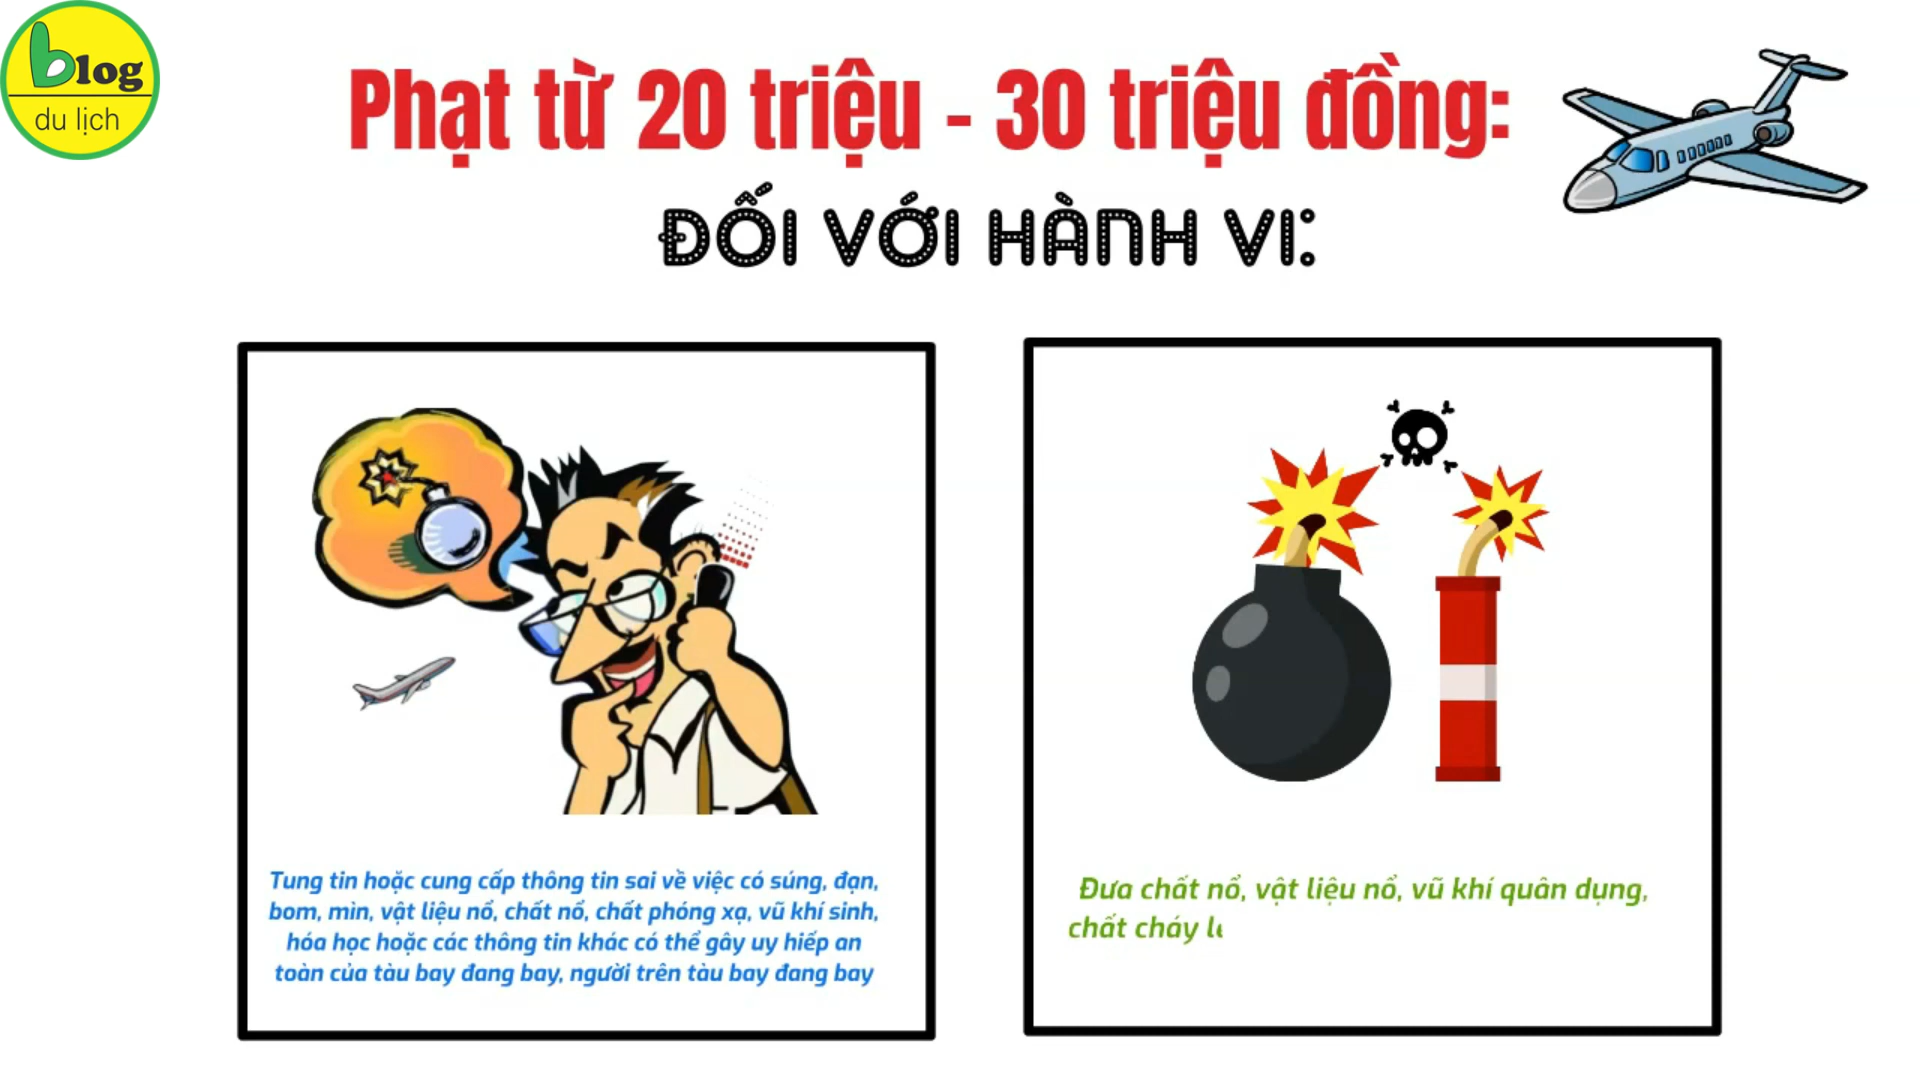 blog
du lịch
Phạt từ 20 triệu - 30 triệu đồng:
ĐỐI VỚI HÀNH VI:
Tung tin hoặc cung cấp thông tin sai về việc có súng, đạn,
bom, mìn, vật liệu nổ, chất nổ, chất phóng xạ, vũ khí sinh,
hóa học hoặc các thông tin khác có thể gây uy hiếp an
toàn của tàu bay đang bay, người trên tàu bay đang bay
Đưa chất nổ, vật liệu nổ, vũ khí quân dụng,
chất cháy